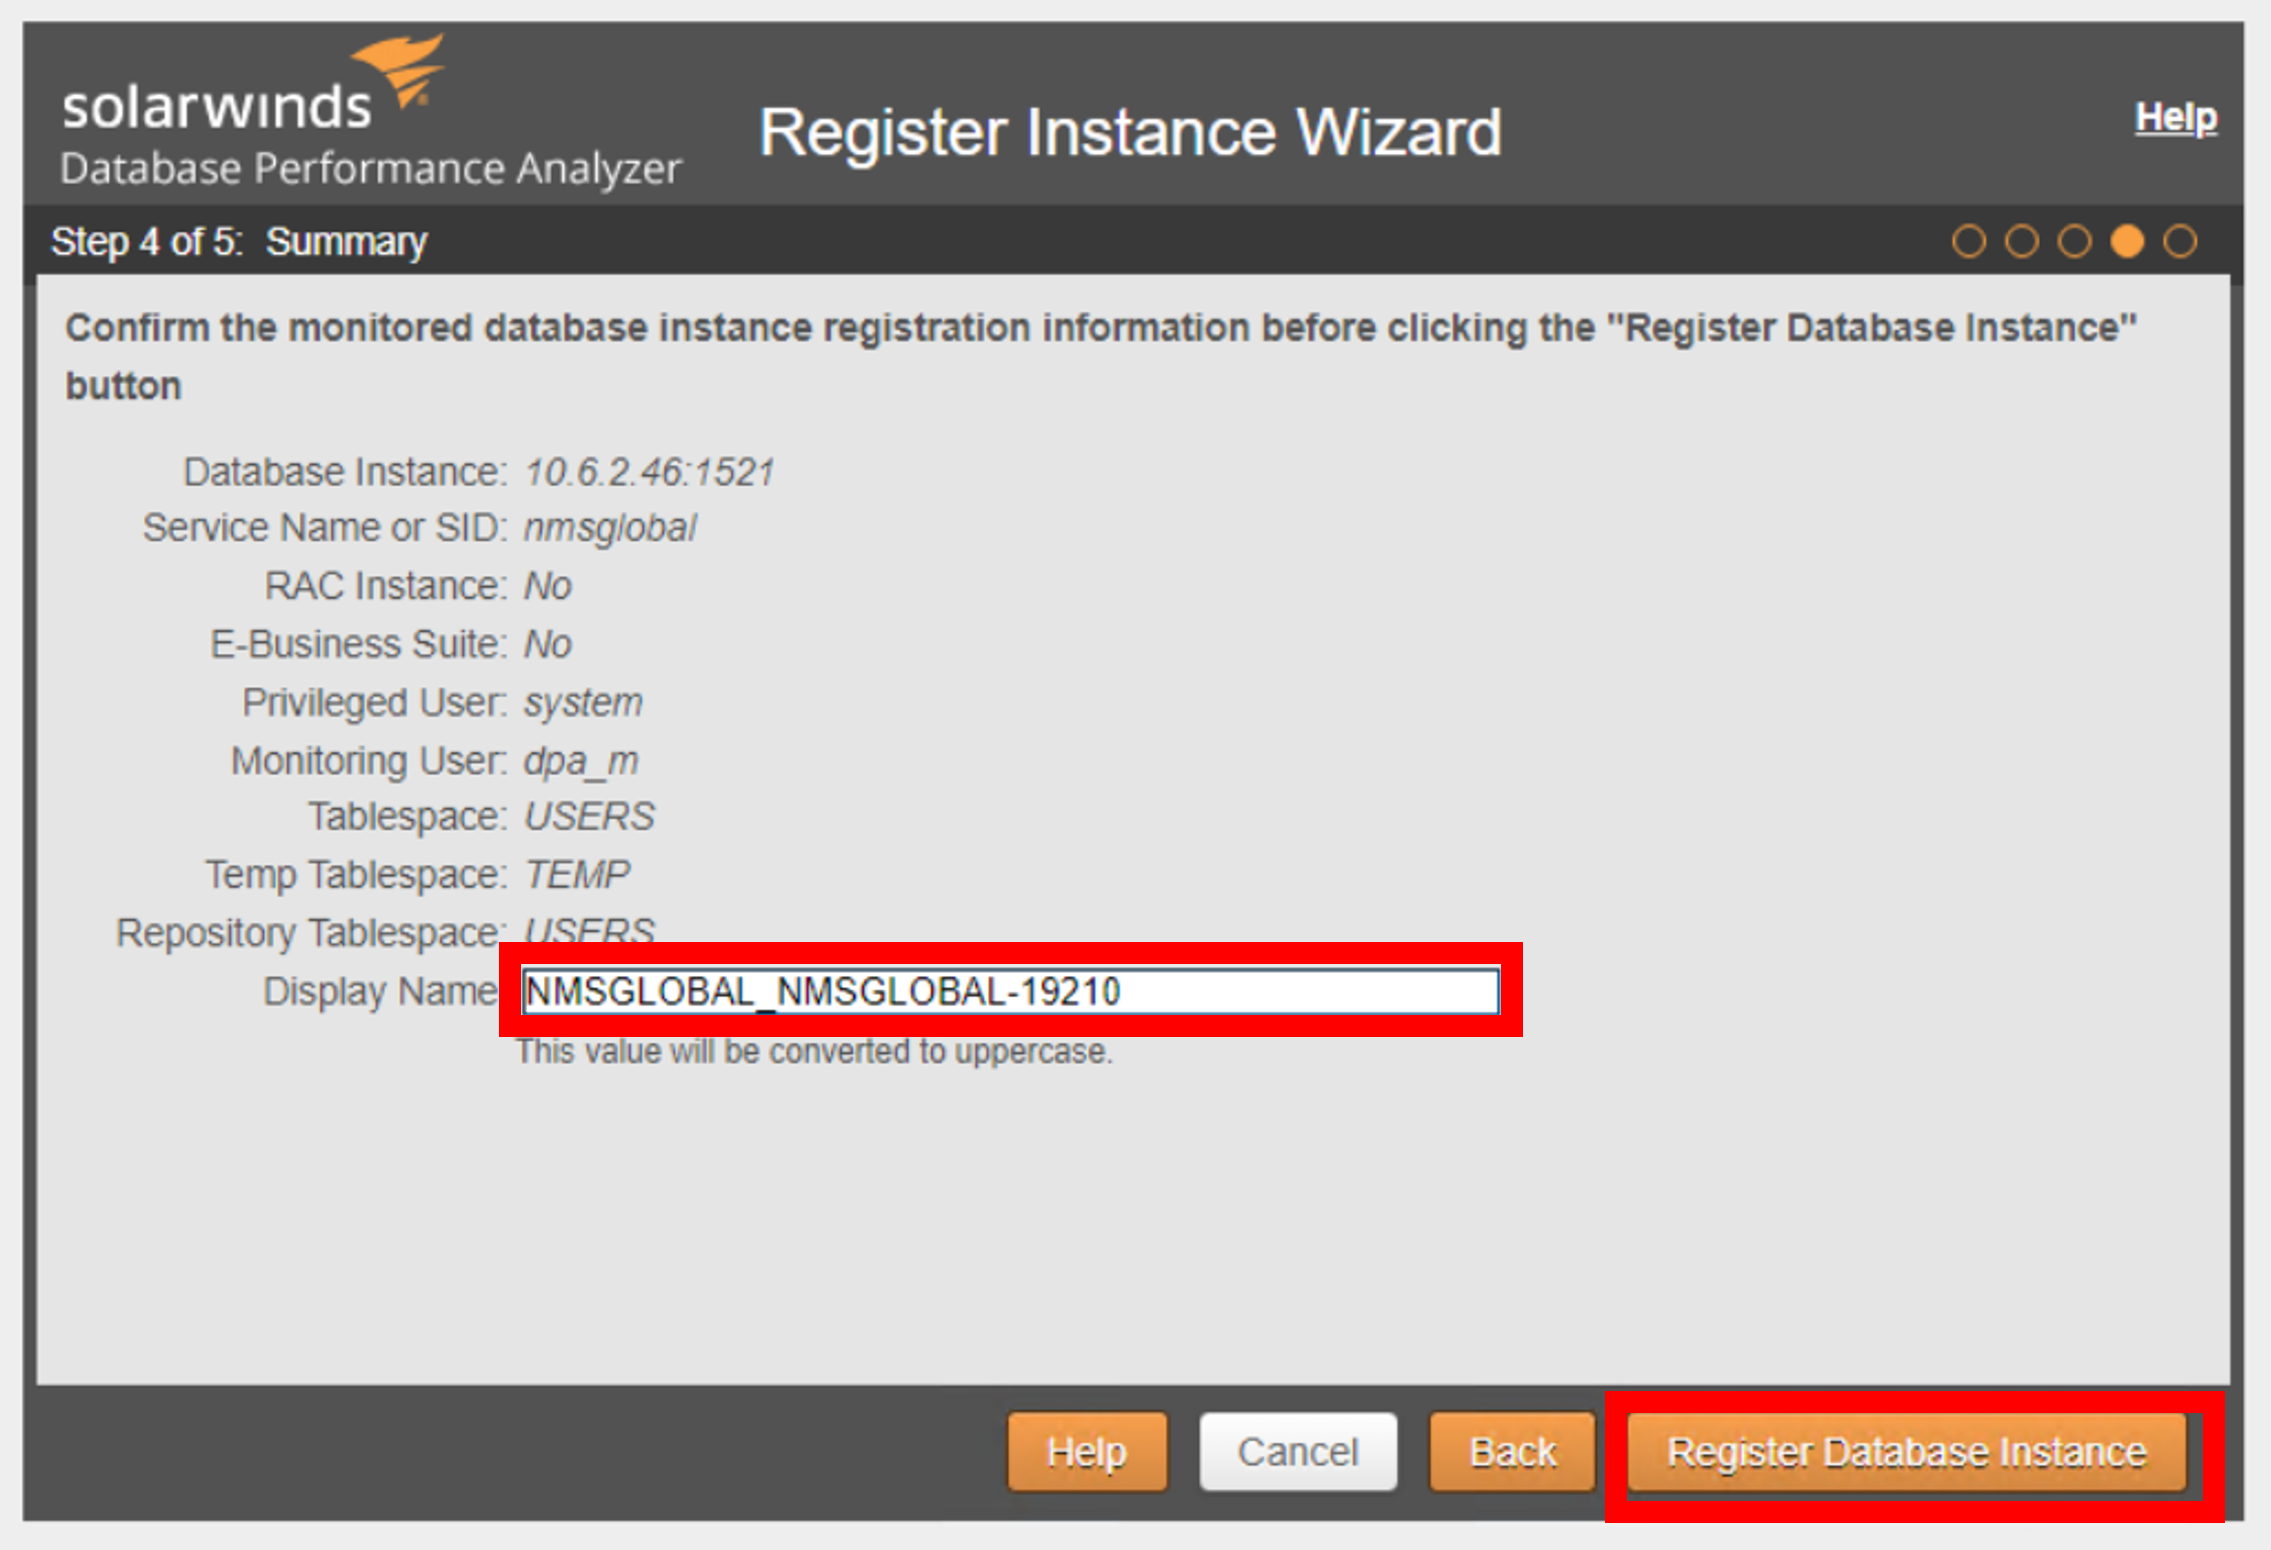 solarwinds
Database Performance Analyzer
Register Instance Wizard
Help
Step 4 of 5: Summary
Confirm the monitored database instance registration information before clicking the "Register Database Instance"
button
Database Instance: 10.6.2.46:1521
Service Name or SID: nmsglobal
RAC Instance: No
E-Business Suite: No
Privileged User: system
Monitoring User: dpa_m
Tablespace: USERS
Temp Tablespace: TEMP
Repository Tablespace: USERS
Display Name NMSGLOBAL_NMSGLOBAL-19210
This value will be converted to uppercase.
Help Cancel Back Register Database Instance